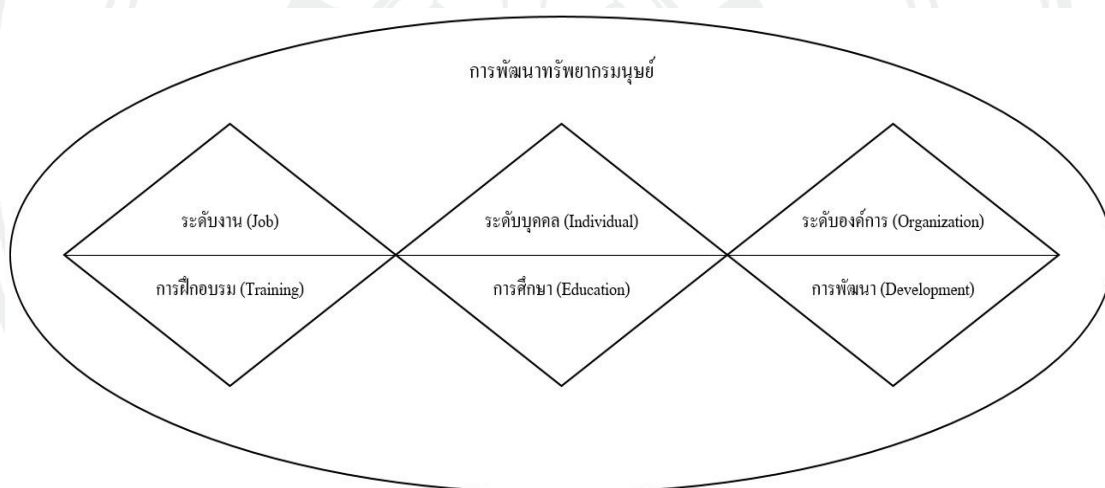 การพัฒนาทรัพยากรมนุษย์
ระดับงาน (Job)
ระดับบุคคล (Individual)
ระดับองค์การ (Organization)
การฝึกอบรม (Training)
การศึกษา (Education)
การพัฒนา (Development)